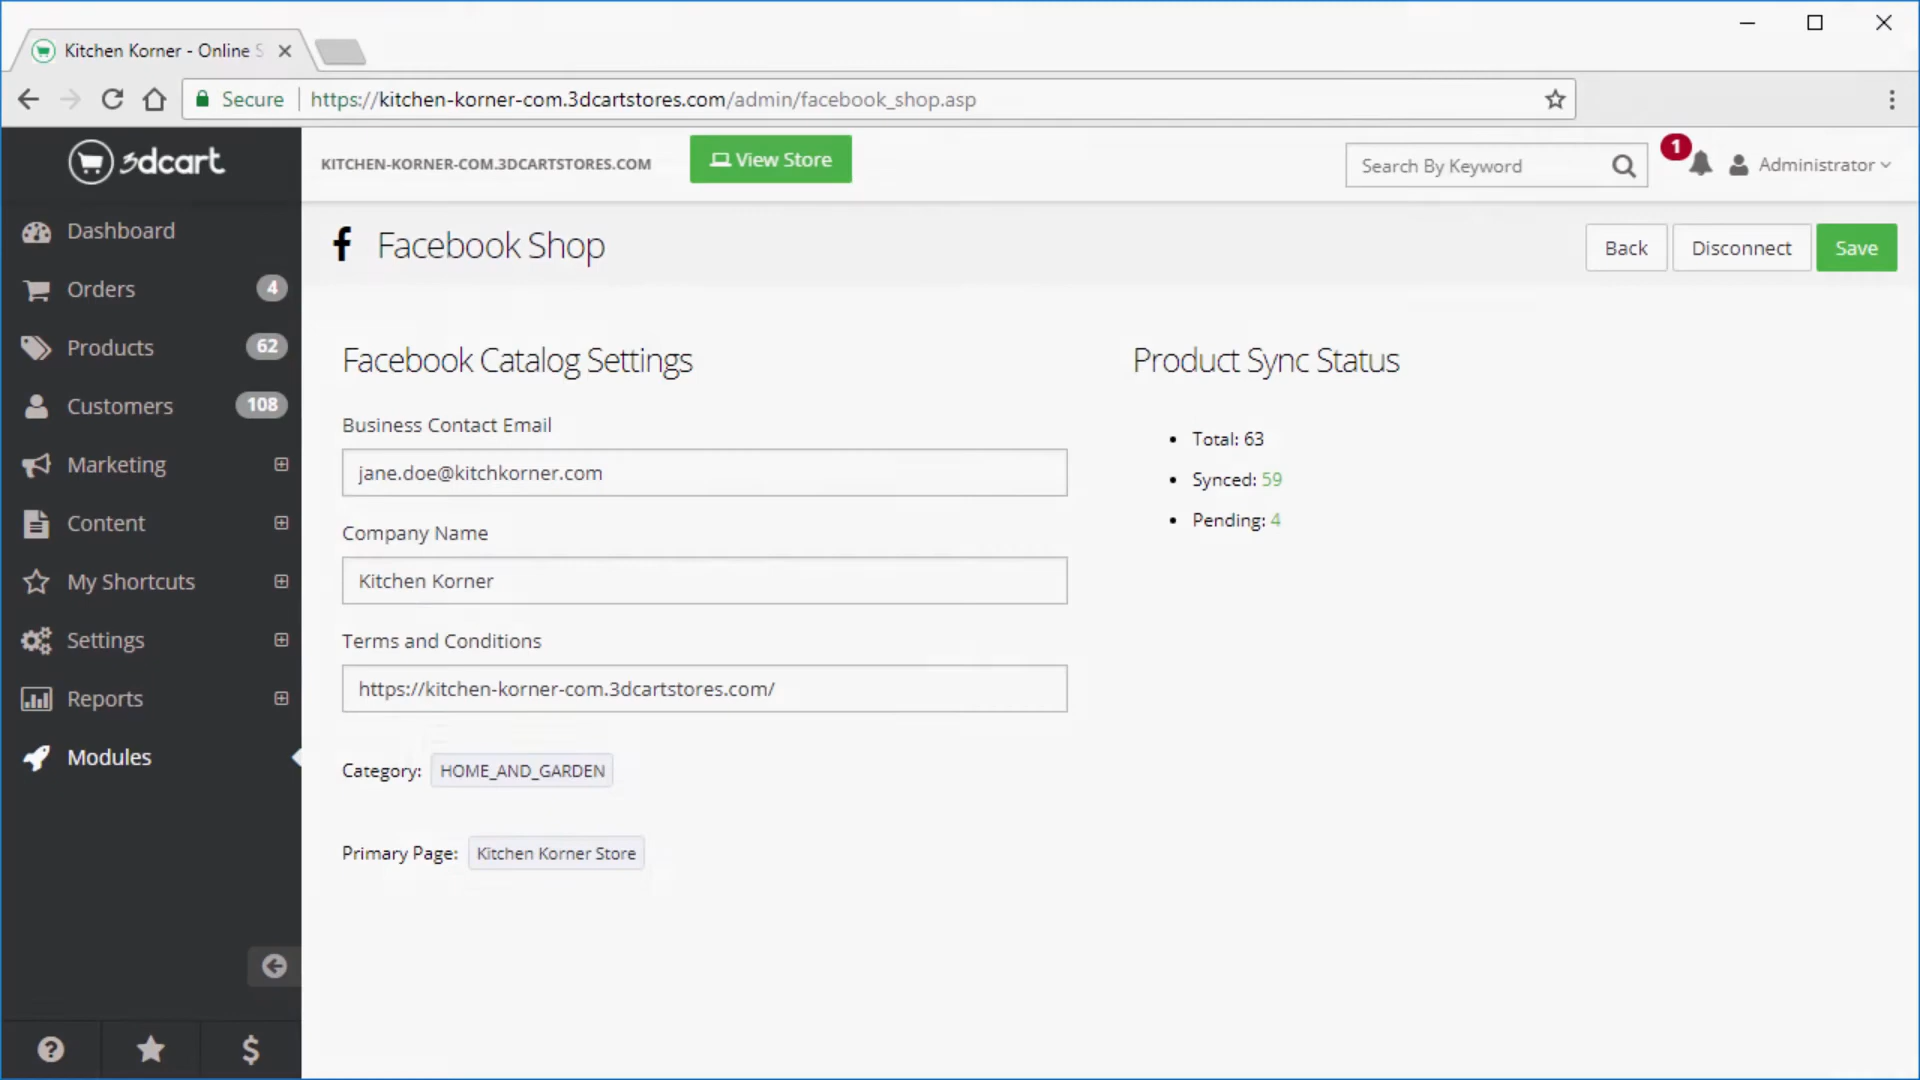 Kitchen Korner - Online S
Secure
https://kitchen-korner-com.3dcartstores.com/admin/facebook_shop.asp
3dcart
KITCHEN-KORNER-COM.3DCARTSTORES.COM
View Store
Search By Keyword
1
Administrator
Dashboard
Orders 4
Products 62
Customers 108
Marketing
Content
My Shortcuts
Settings
Reports
Modules
Facebook Shop
Back
Disconnect
Save
Facebook Catalog Settings
Business Contact Email
jane.doe@kitchkorner.com
Company Name
Kitchen Korner
Terms and Conditions
https://kitchen-korner-com.3dcartstores.com/
Category: HOME_AND_GARDEN
Primary Page: Kitchen Korner Store
Product Sync Status
Total: 63
Synced: 59
Pending: 4